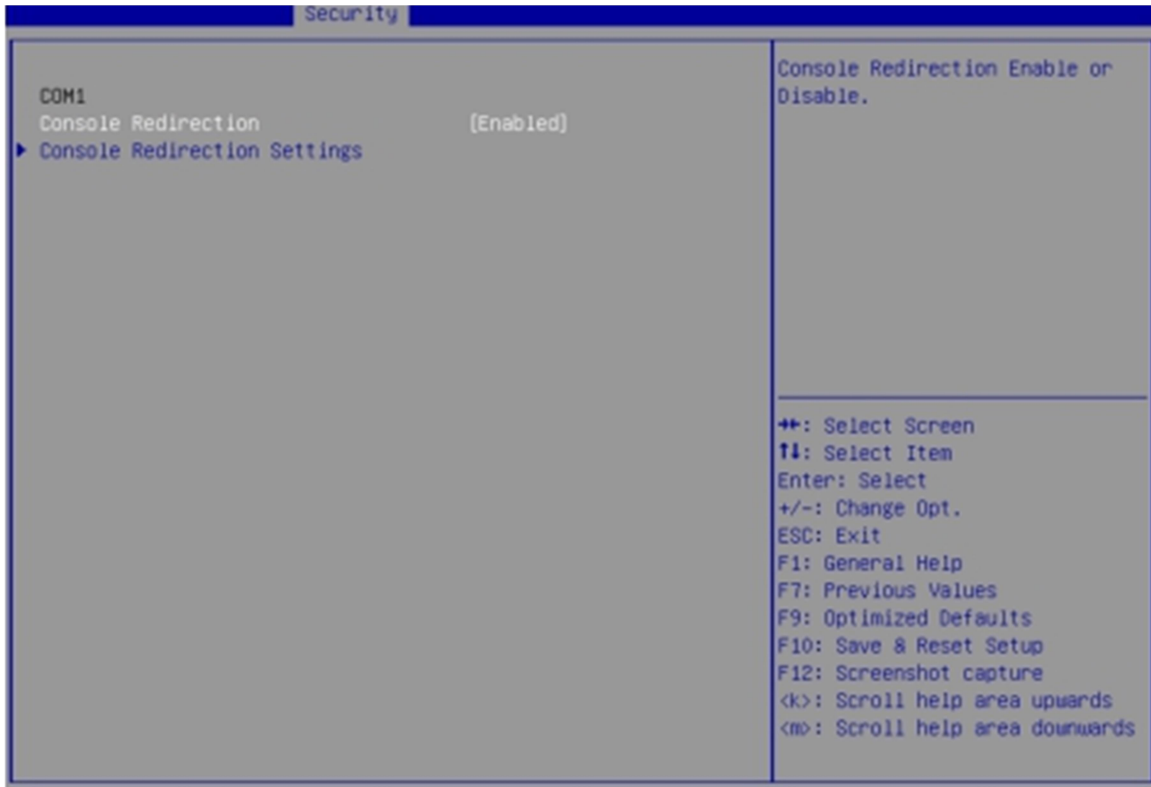 Security
COM1
Console Redirection [Enabled]
Console Redirection Settings
Console Redirection Enable or
Disable.
→←: Select Screen
↑↓: Select Item
Enter: Select
+/-: Change Opt.
ESC: Exit
F1: General Help
F7: Previous Values
F9: Optimized Defaults
F10: Save & Reset Setup
F12: Screenshot capture
<k>: Scroll help area upwards
<m>: Scroll help area downwards